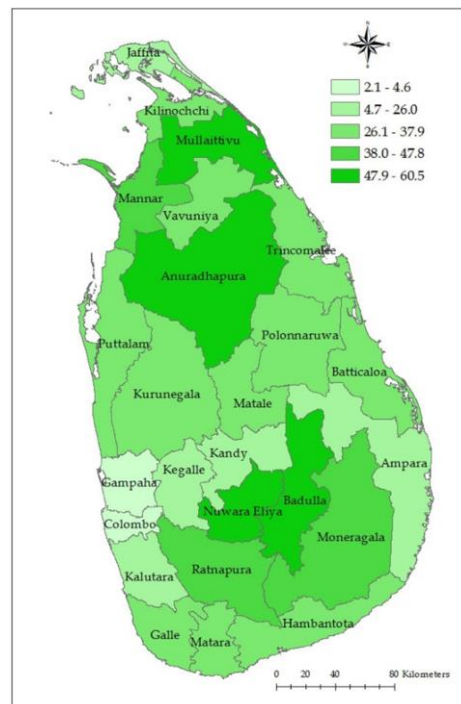 Jaffna
N
2.1 - 4.6
4.7 - 26.0
26.1 - 37.9
38.0 - 47.8
47.9 - 60.5
Kilinochchi
Mullaittivu
Mannar
Vavuniya
Trincomalee
Anuradhapura
Puttalam
Polonnaruwa
Batticaloa
Kurunegala
Matale
Kandy
Ampara
Kegalle
Gampaha
Nuwara Eliya
Badulla
Colombo
Moneragala
Kalutara
Ratnapura
Hambantota
Galle
Matara
0 20 40 80 Kilometers